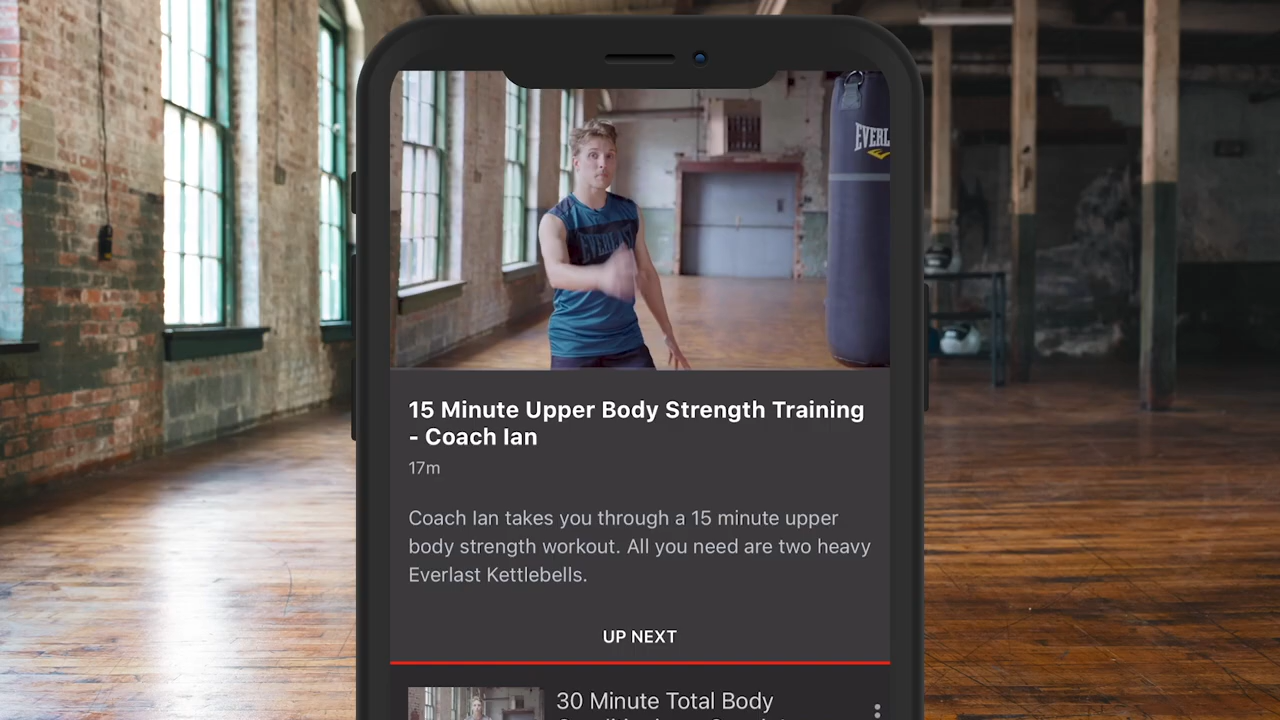 EVERL
EVERLAST
15 Minute Upper Body Strength Training
- Coach Ian
17m
Coach Ian takes you through a 15 minute upper
body strength workout. All you need are two heavy
Everlast Kettlebells.
UP NEXT
30 Minute Total Body